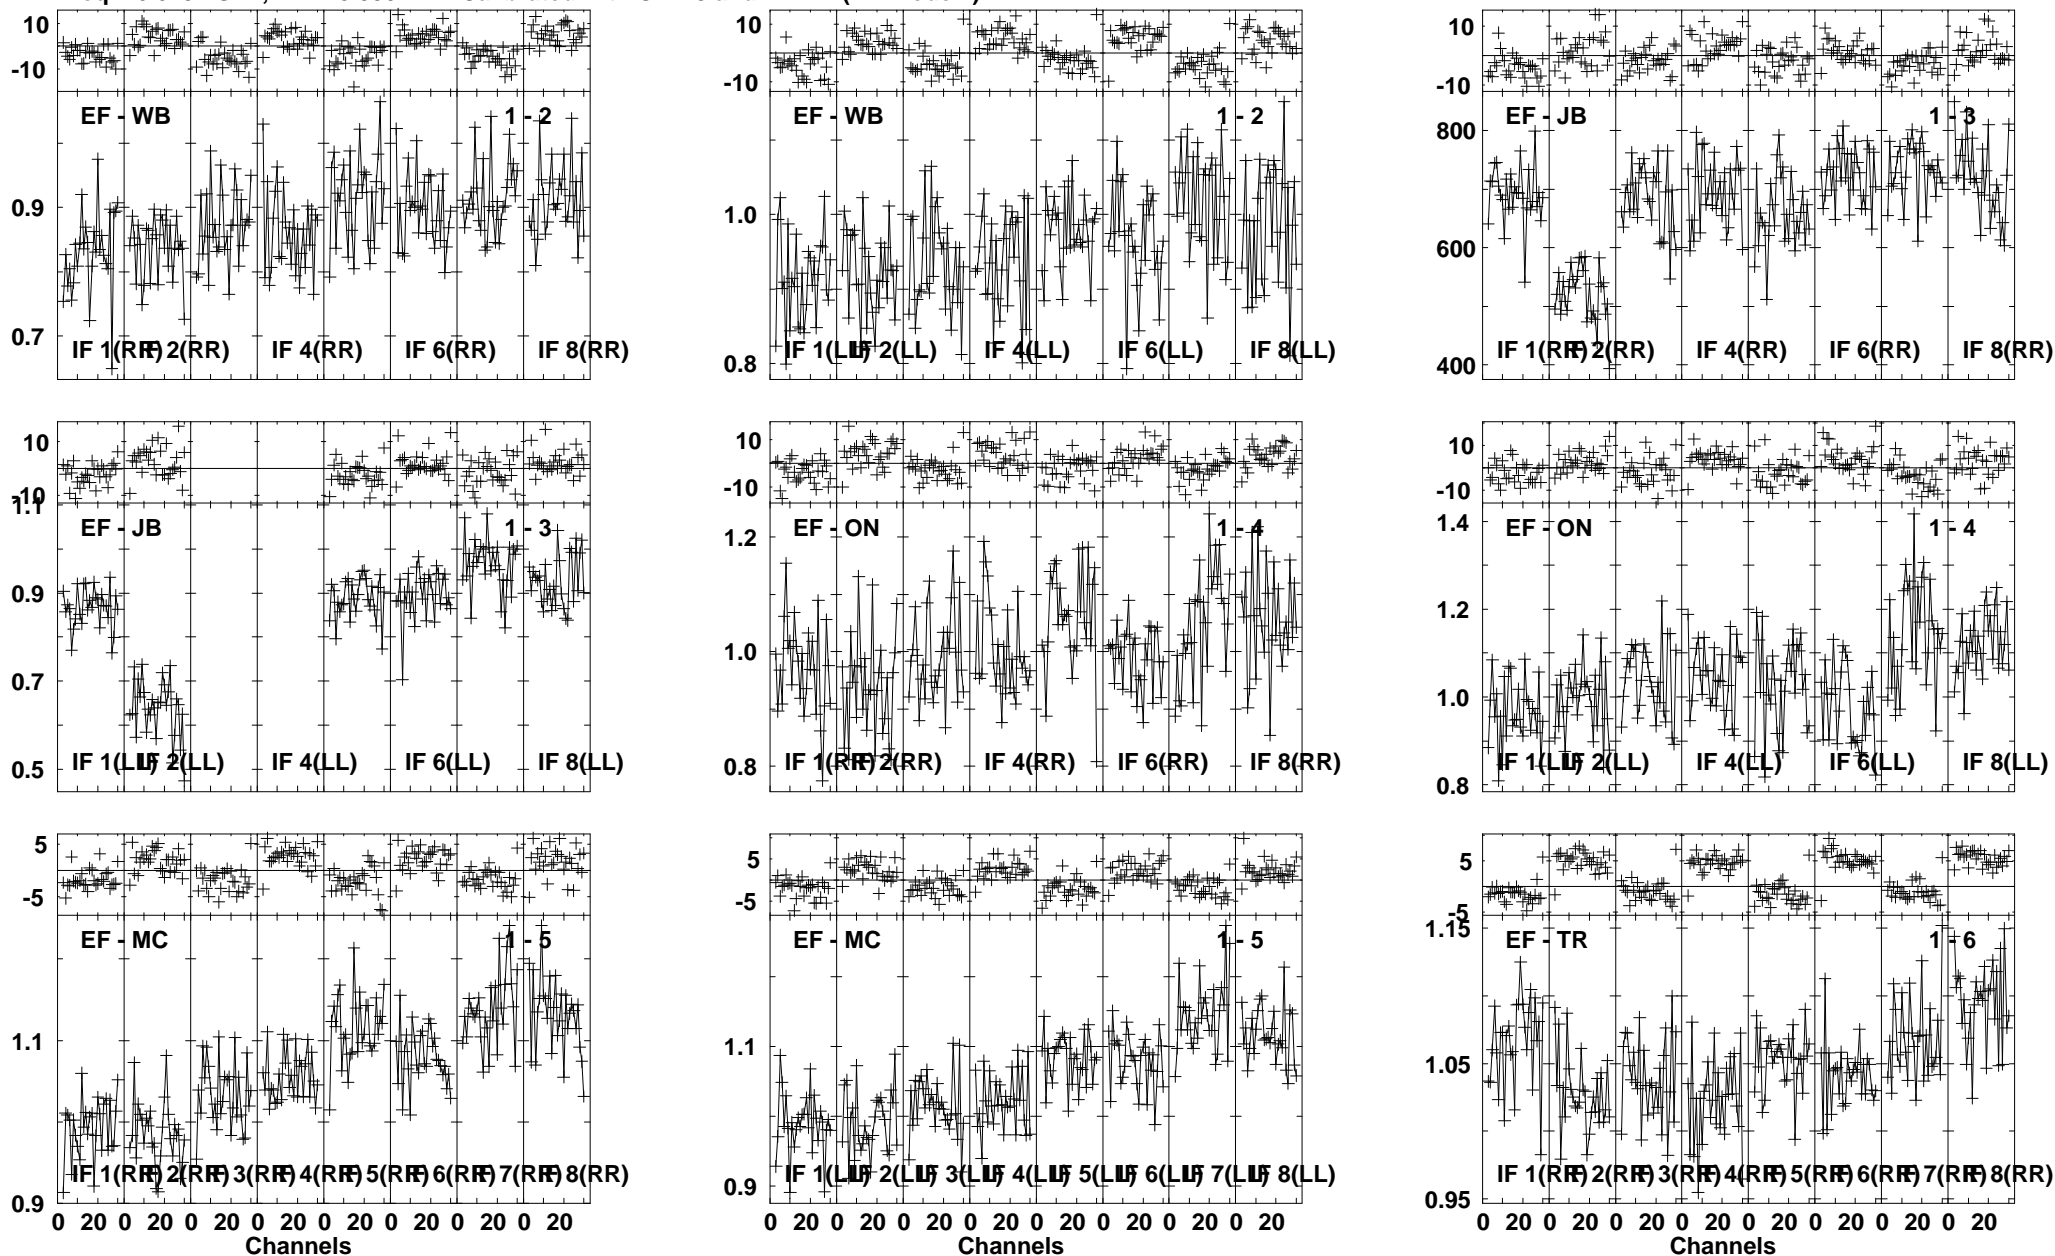 10
-10
EF - WB 1 - 2
0.9
0.7
IF 1(RR) IF 2(RR) IF 4(RR) IF 6(RR) IF 8(RR)
10
-10
EF - WB 1 - 2
1.0
0.8
IF 1(LL) IF 2(LL) IF 4(LL) IF 6(LL) IF 8(LL)
10
-10
800
EF - JB 1 - 3
600
400
IF 1(RR) IF 2(RR) IF 4(RR) IF 6(RR) IF 8(RR)
10
-10
1.1
EF - JB 1 - 3
0.9
0.7
0.5
IF 1(LL) IF 2(LL) IF 4(LL) IF 6(LL) IF 8(LL)
10
-10
EF - ON 1 - 4
1.2
1.0
0.8
IF 1(RR) IF 2(RR) IF 4(RR) IF 6(RR) IF 8(RR)
10
-10
EF - ON 1 - 4
1.4
1.2
1.0
0.8
IF 1(LL) IF 2(LL) IF 4(LL) IF 6(LL) IF 8(LL)
5
-5
EF - MC 1 - 5
1.1
0.9
IF 1(RR) IF 2(RR) IF 3(RR) IF 4(RR) IF 5(RR) IF 6(RR) IF 7(RR) IF 8(RR)
0 20 0 20 0 20 0 20 0 20 0 20 0 20 0 20
Channels
5
-5
EF - MC 1 - 5
1.1
0.9
IF 1(LL) IF 2(LL) IF 3(LL) IF 4(LL) IF 5(LL) IF 6(LL) IF 7(LL) IF 8(LL)
0 20 0 20 0 20 0 20 0 20 0 20 0 20 0 20
Channels
5
-5
1.15
EF - TR 1 - 6
1.05
0.95
IF 1(RR) IF 2(RR) IF 3(RR) IF 4(RR) IF 5(RR) IF 6(RR) IF 7(RR) IF 8(RR)
0 20 0 20 0 20 0 20 0 20 0 20 0 20 0 20
Channels